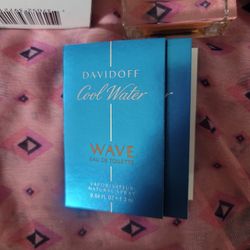 DAVIDOFF
Cool Water
WAVE
EAU DE TOILETTE
VAPORISATEUR
NATURAL SPRAY